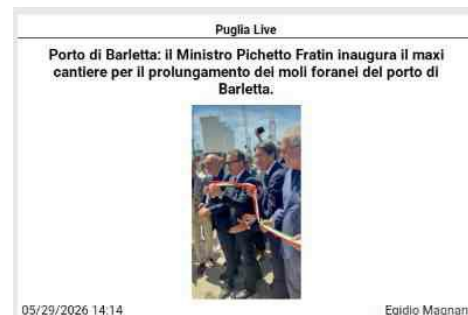 Puglia Live
Porto di Barletta: il Ministro Pichetto Fratin inaugura il maxi
cantiere per il prolungamento dei moli foranei del porto di
Barletta.
05/29/2026 14:14
Egidio Magnani